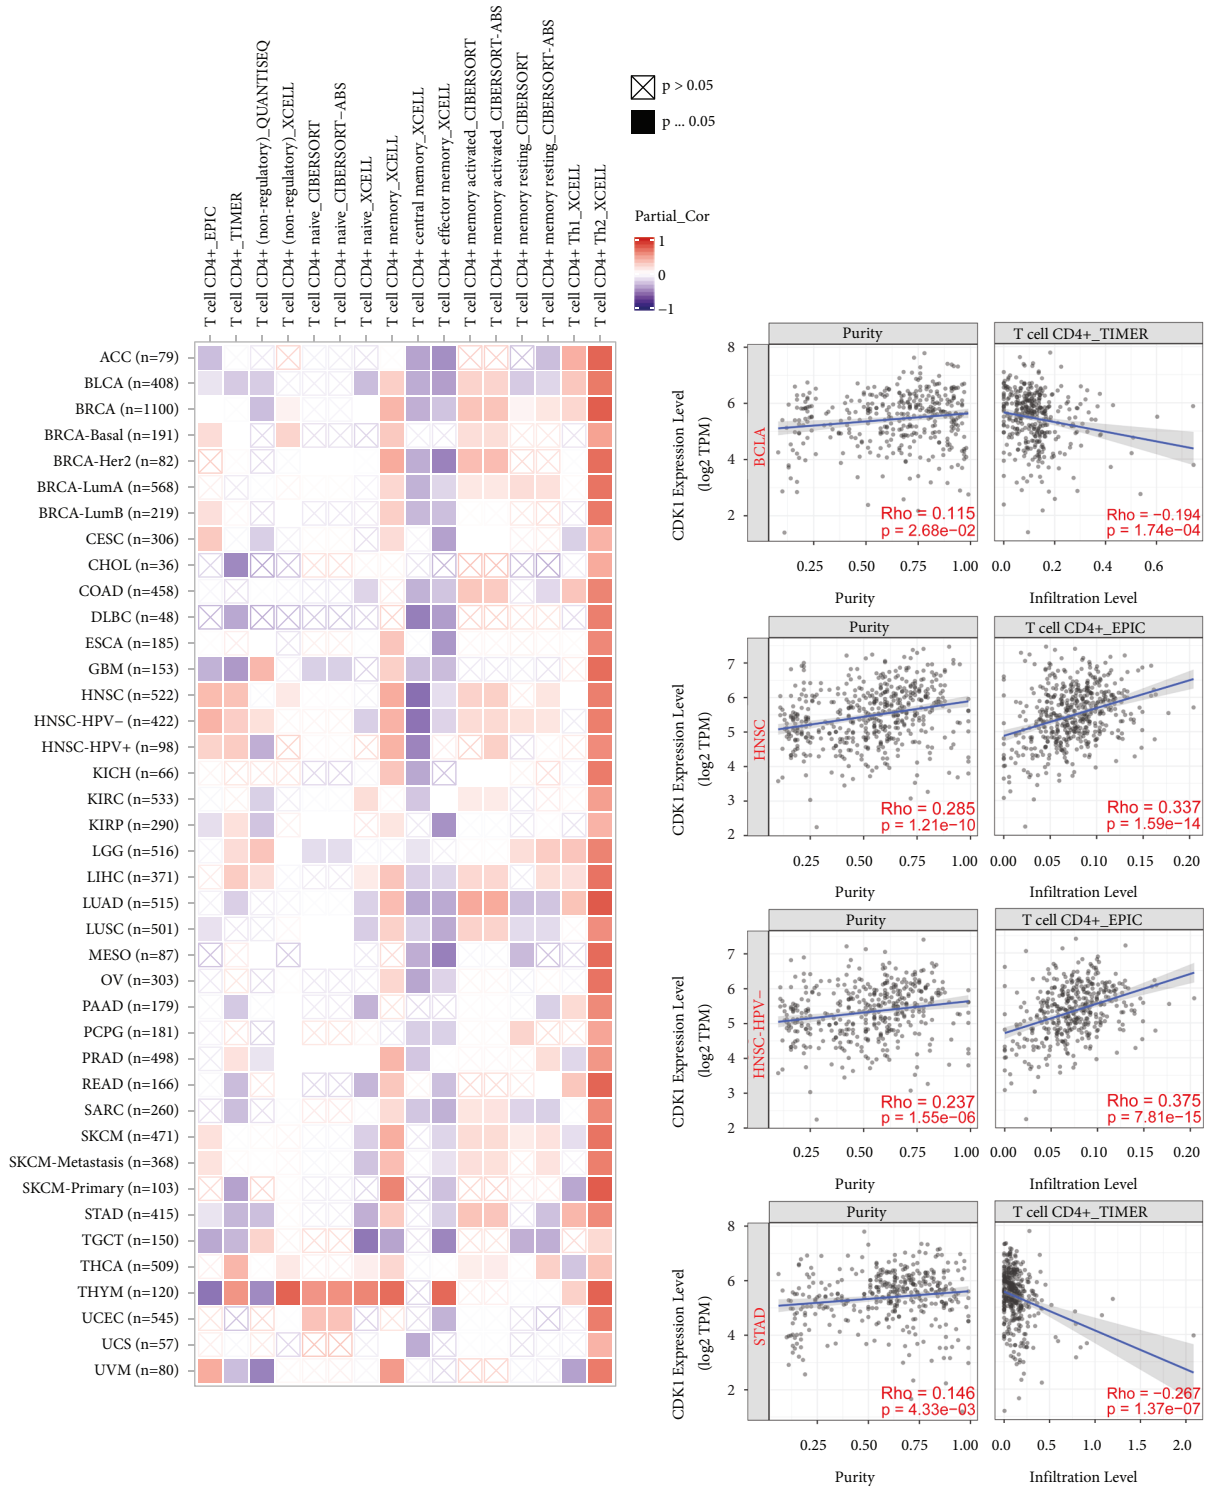 T cell CD4+_EPIC
T cell CD4+_TIMER
T cell CD4+ (non-regulatory)_QUANTISEQ
T cell CD4+ (non-regulatory)_XCELL
T cell CD4+ naive_CIBERSORT
T cell CD4+ naive_CIBERSORT−ABS
T cell CD4+ naive_XCELL
T cell CD4+ memory_XCELL
T cell CD4+ central memory_XCELL
T cell CD4+ effector memory_XCELL
T cell CD4+ memory activated_CIBERSORT
T cell CD4+ memory activated_CIBERSORT-ABS
T cell CD4+ memory resting_CIBERSORT
T cell CD4+ memory resting_CIBERSORT-ABS
T cell CD4+ Th1_XCELL
T cell CD4+ Th2_XCELL
p > 0.05
p ... 0.05
Partial_Cor
1
0
−1
ACC (n=79)
BLCA (n=408)
BRCA (n=1100)
BRCA-Basal (n=191)
BRCA-Her2 (n=82)
BRCA-LumA (n=568)
BRCA-LumB (n=219)
CESC (n=306)
CHOL (n=36)
COAD (n=458)
DLBC (n=48)
ESCA (n=185)
GBM (n=153)
HNSC (n=522)
HNSC-HPV− (n=422)
HNSC-HPV+ (n=98)
KICH (n=66)
KIRC (n=533)
KIRP (n=290)
LGG (n=516)
LIHC (n=371)
LUAD (n=515)
LUSC (n=501)
MESO (n=87)
OV (n=303)
PAAD (n=179)
PCPG (n=181)
PRAD (n=498)
READ (n=166)
SARC (n=260)
SKCM (n=471)
SKCM-Metastasis (n=368)
SKCM-Primary (n=103)
STAD (n=415)
TGCT (n=150)
THCA (n=509)
THYM (n=120)
UCEC (n=545)
UCS (n=57)
UVM (n=80)
Purity
T cell CD4+_TIMER
CDK1 Expression Level
(log2 TPM)
BCLA
8
6
4
2
Rho = 0.115
p = 2.68e−02
Rho = −0.194
p = 1.74e−04
0.25 0.50 0.75 1.00
0.0 0.2 0.4 0.6
Purity
Infiltration Level
Purity
T cell CD4+_EPIC
CDK1 Expression Level
(log2 TPM)
HNSC
7
6
5
4
3
2
Rho = 0.285
p = 1.21e−10
Rho = 0.337
p = 1.59e−14
0.25 0.50 0.75 1.00
0.00 0.05 0.10 0.15 0.20
Purity
Infiltration Level
Purity
T cell CD4+_EPIC
CDK1 Expression Level
(log2 TPM)
HNSC-HPV−
7
6
5
4
3
2
Rho = 0.237
p = 1.55e−06
Rho = 0.375
p = 7.81e−15
0.25 0.50 0.75 1.00
0.00 0.05 0.10 0.15 0.20
Purity
Infiltration Level
Purity
T cell CD4+_TIMER
CDK1 Expression Level
(log2 TPM)
STAD
8
6
4
2
Rho = 0.146
p = 4.33e−03
Rho = −0.267
p = 1.37e−07
0.25 0.50 0.75 1.00
0.0 0.5 1.0 1.5 2.0
Purity
Infiltration Level